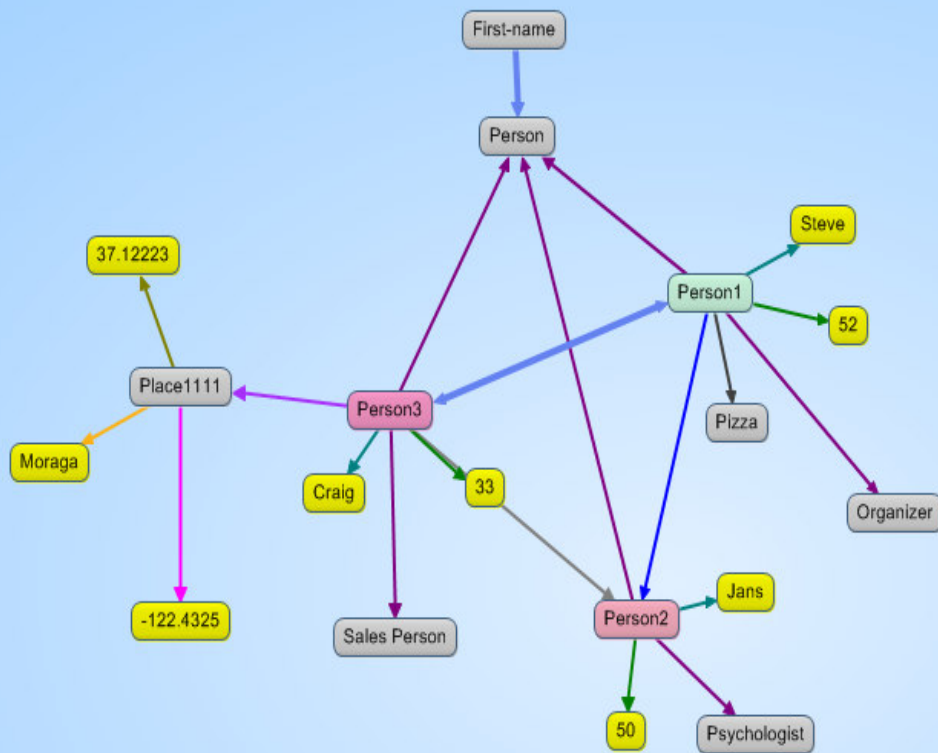 First-name
Person
Steve
37.12223
Person1
52
Place1111
Person3
Pizza
Moraga
Craig
33
Organizer
Jans
-122.4325
Sales Person
Person2
50
Psychologist